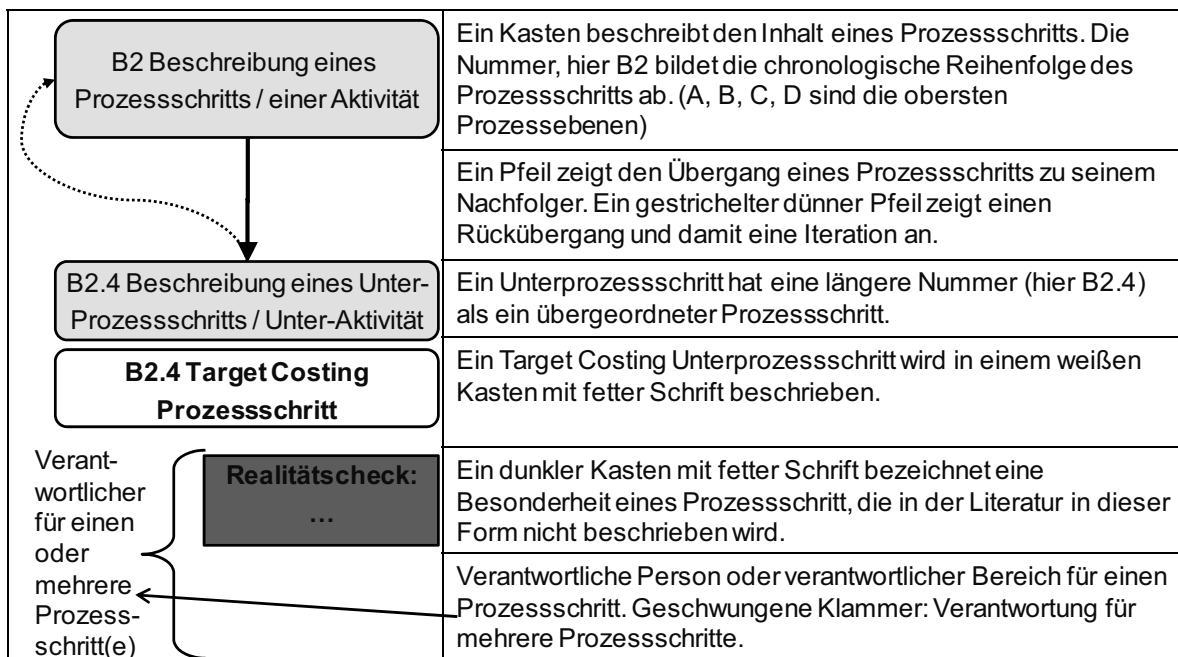 B2 Beschreibung eines
Prozessschritts / einer Aktivität
Ein Kasten beschreibt den Inhalt eines Prozessschritts. Die
Nummer, hier B2 bildet die chronologische Reihenfolge des
Prozessschritts ab. (A, B, C, D sind die obersten
Prozessebenen)
Ein Pfeil zeigt den Übergang eines Prozessschritts zu seinem
Nachfolger. Ein gestrichelter dünner Pfeil zeigt einen
Rückübergang und damit eine Iteration an.
B2.4 Beschreibung eines Unter-
Prozessschritts / Unter-Aktivität
Ein Unterprozessschritt hat eine längere Nummer (hier B2.4)
als ein übergeordneter Prozessschritt.
B2.4 Target Costing
Prozessschritt
Ein Target Costing Unterprozessschritt wird in einem weißen
Kasten mit fetter Schrift beschrieben.
Verant-
wortlicher
für einen
oder
mehrere
Prozess-
schritt(e)
Realitätscheck:
…
Ein dunkler Kasten mit fetter Schrift bezeichnet eine
Besonderheit eines Prozessschritt, die in der Literatur in dieser
Form nicht beschrieben wird.
Verantwortliche Person oder verantwortlicher Bereich für einen
Prozessschritt. Geschwungene Klammer: Verantwortung für
mehrere Prozessschritte.